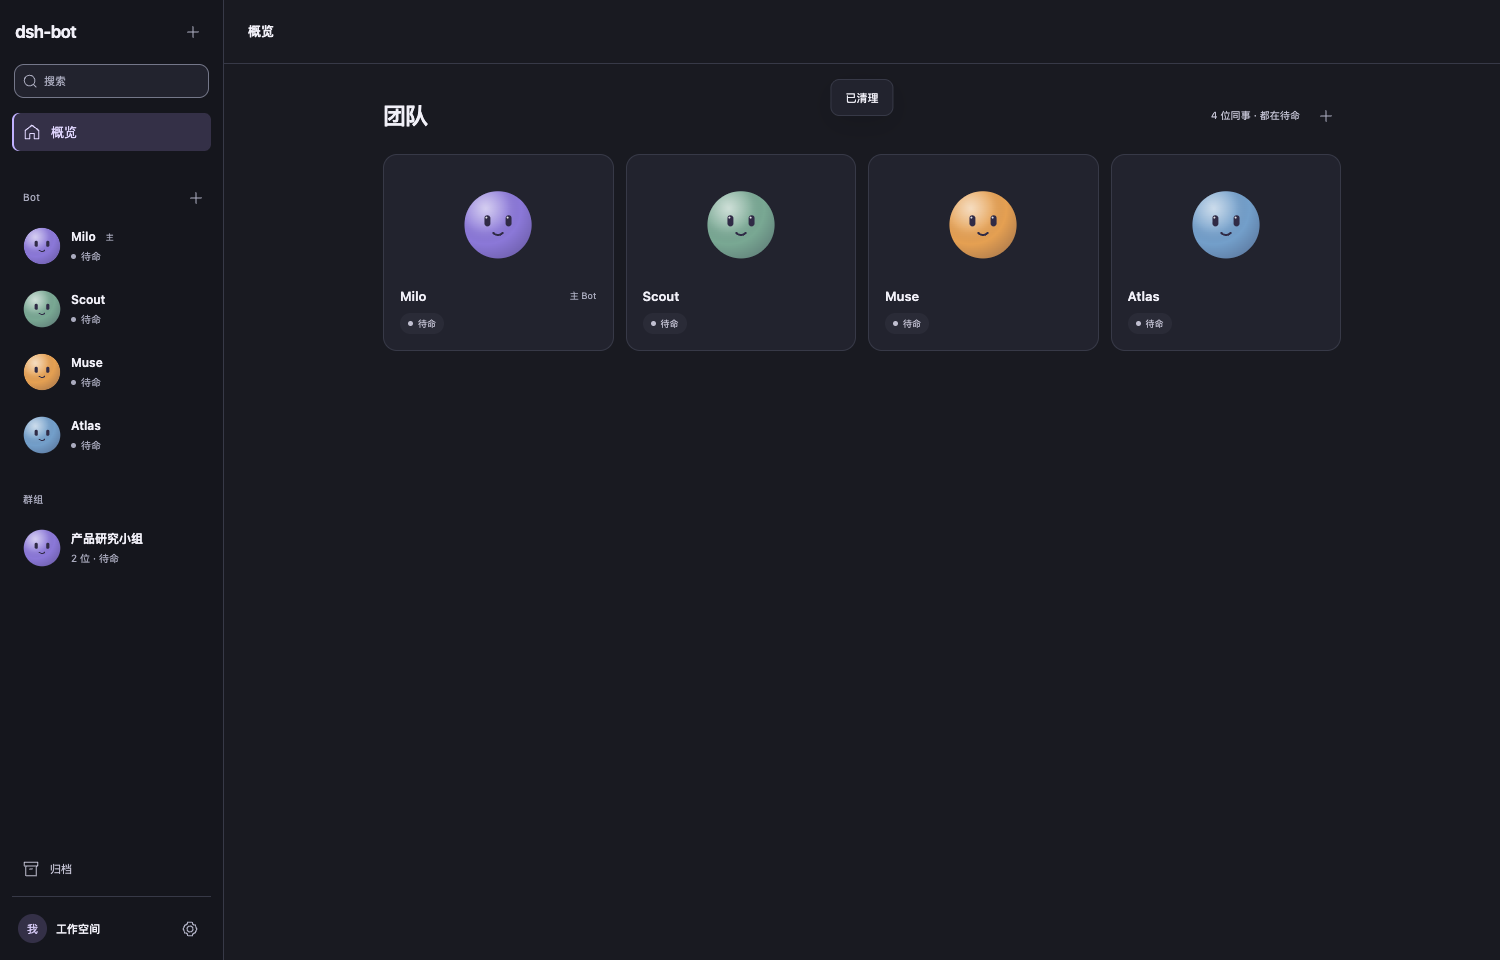 dsh-bot
搜索
概览
Bot
Milo 主
待命
Scout
待命
Muse
待命
Atlas
待命
群组
产品研究小组
2 位 · 待命
归档
我 工作空间
概览
已清理
团队
4 位同事 · 都在待命
Milo 主 Bot
待命
Scout
待命
Muse
待命
Atlas
待命